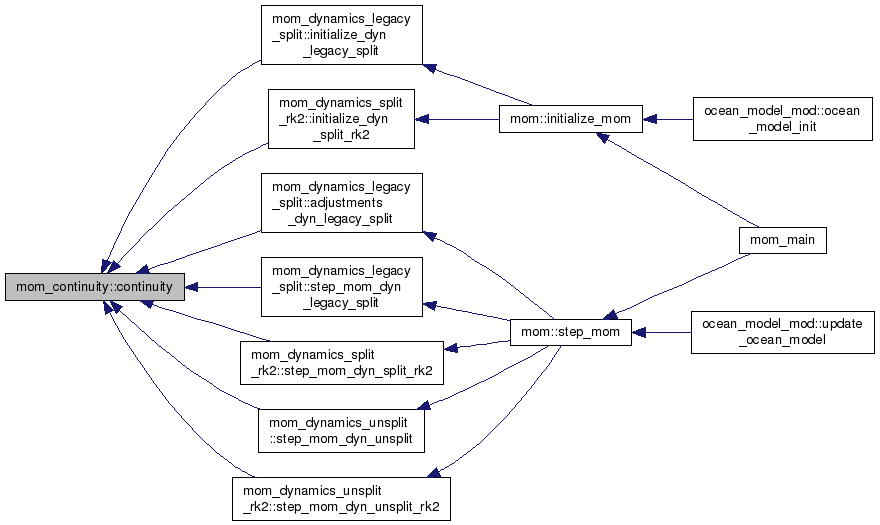 mom_dynamics_legacy
_split::initialize_dyn
_legacy_split
mom_dynamics_split
_rk2::initialize_dyn
_split_rk2
mom::initialize_mom
ocean_model_mod::ocean
_model_init
mom_dynamics_legacy
_split::adjustments
_dyn_legacy_split
mom_main
mom_continuity::continuity
mom_dynamics_legacy
_split::step_mom_dyn
_legacy_split
mom::step_mom
ocean_model_mod::update
_ocean_model
mom_dynamics_split
_rk2::step_mom_dyn_split_rk2
mom_dynamics_unsplit
::step_mom_dyn_unsplit
mom_dynamics_unsplit
_rk2::step_mom_dyn_unsplit_rk2